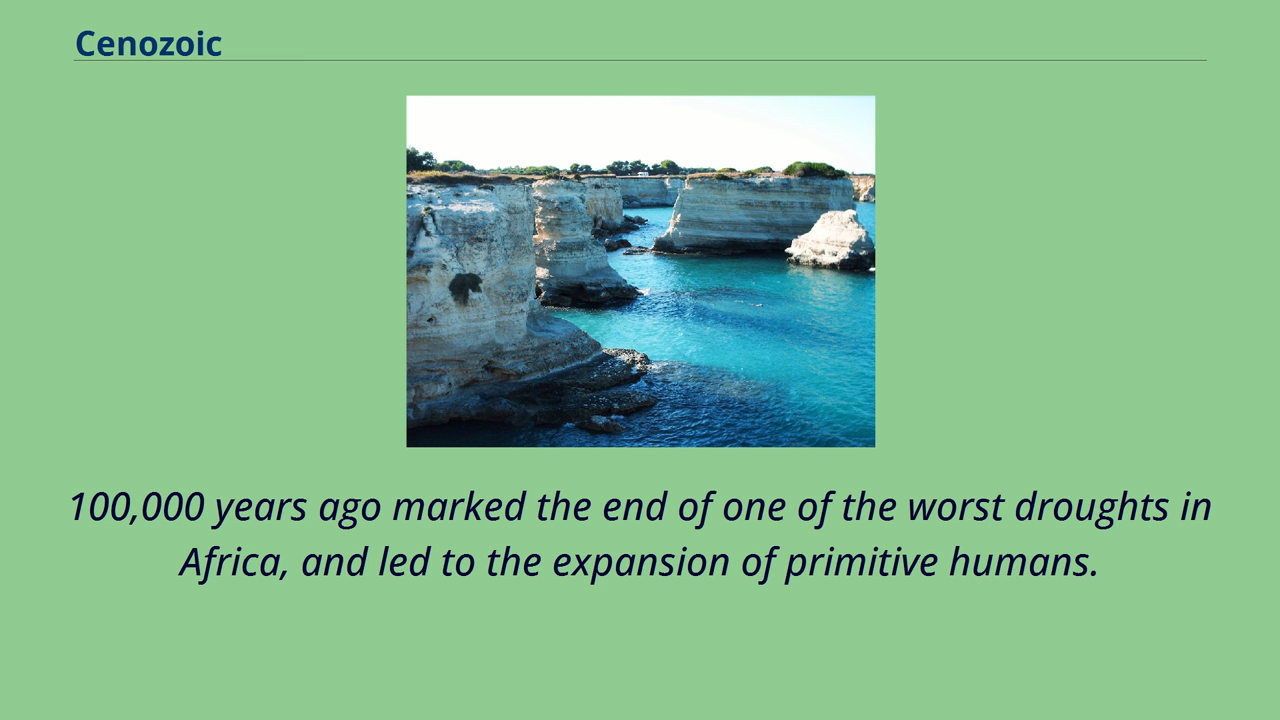 Cenozoic
100,000 years ago marked the end of one of the worst droughts in
Africa, and led to the expansion of primitive humans.